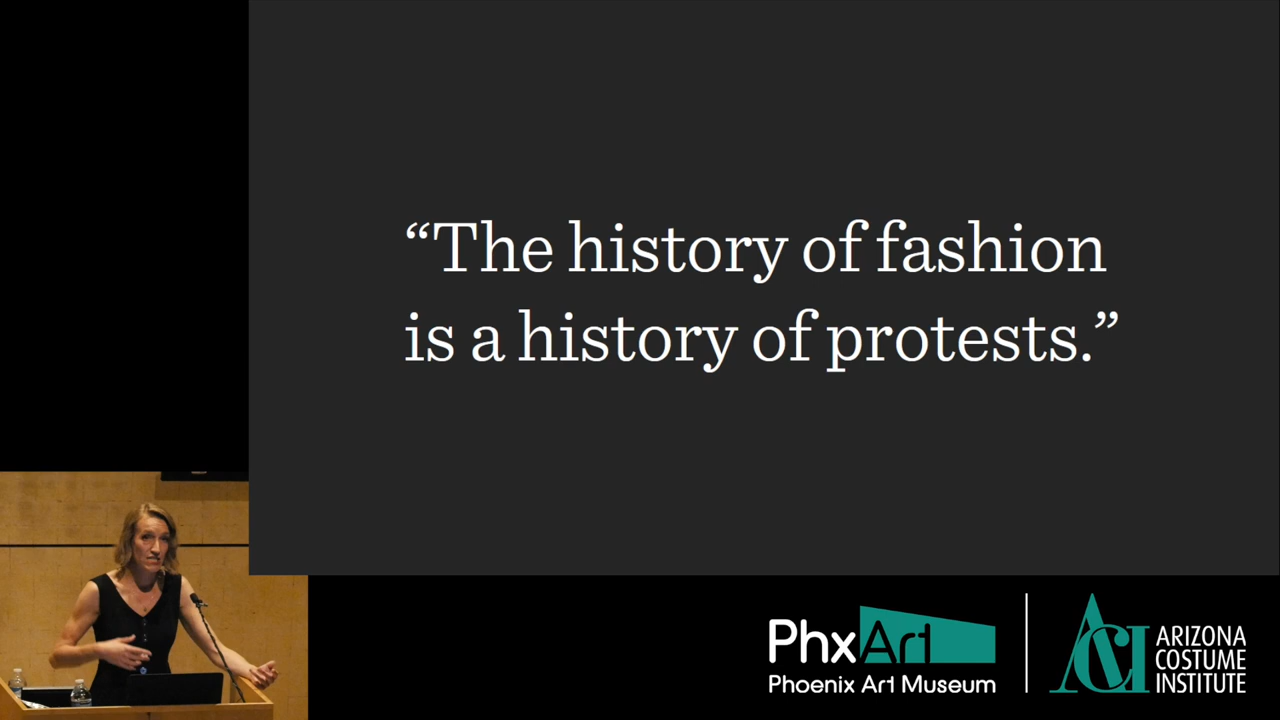 “The history of fashion
is a history of protests.”
PhxArt
Phoenix Art Museum
ACI
ARIZONA
COSTUME
INSTITUTE